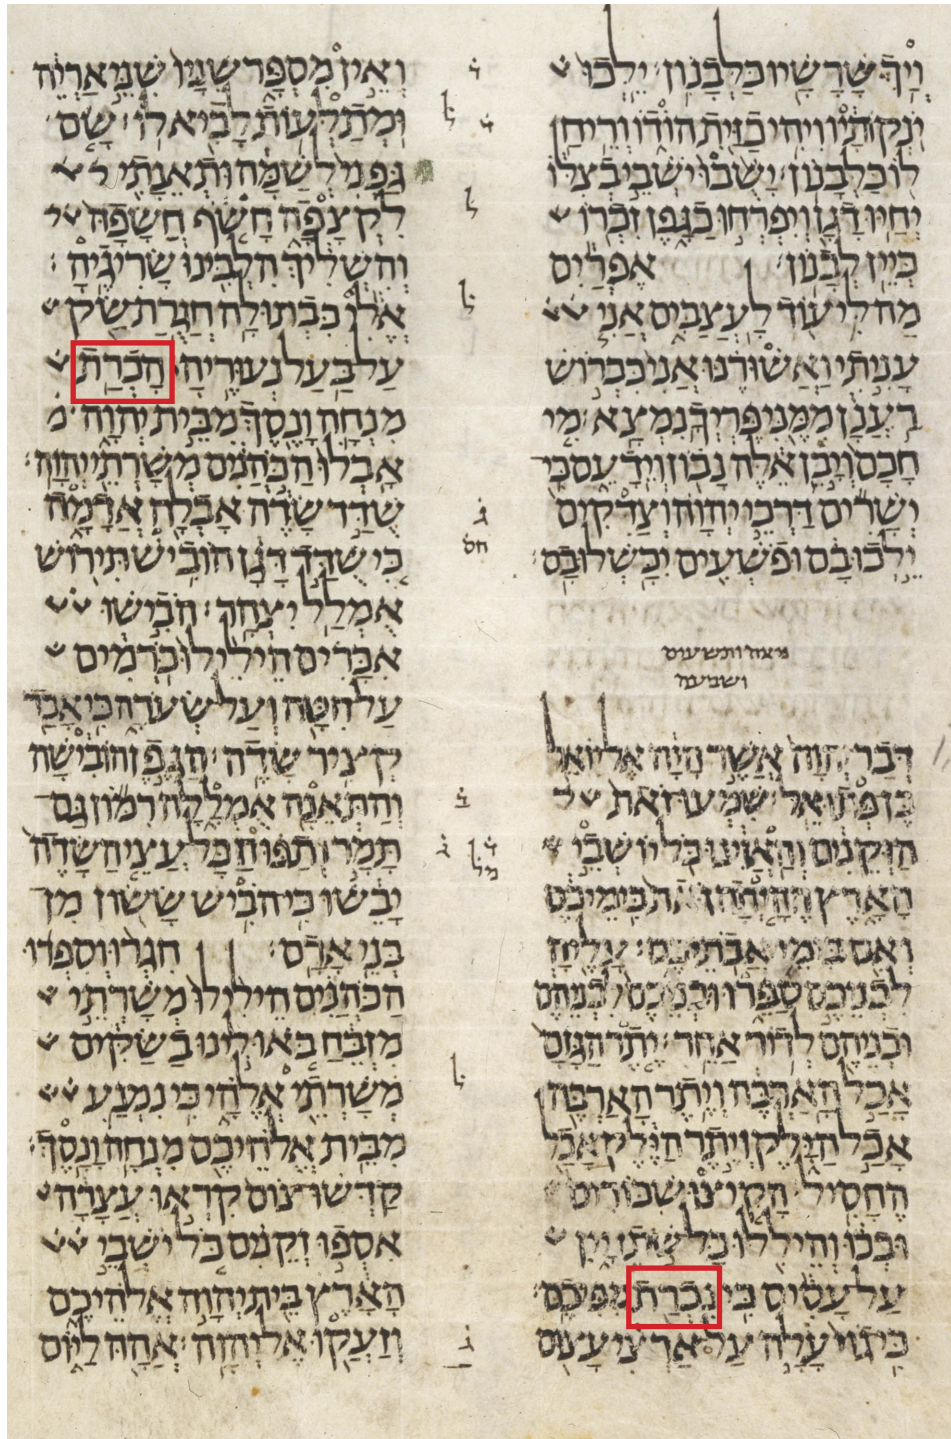 ויך שרשיו כלבנון׃ ילכו
ינקותיו ויהי כזית הודו וריח
לו כלבנון׃ ישבו ישבי בצלו
יחיו דגן ויפרחו כגפן זכרו
כיין לבנון׃ אפרים
מה לי עוד לעצבים אני
עניתי ואשורנו אני כברוש
רענן ממני פריך נמצא׃ מי
חכם ויבן אלה נבון וידעם כי
ישרים דרכי יהוה וצדקים
ילכו בם ופשעים יכשלו בם׃
מאה ותשעים
ושבעה
דבר יהוה אשר היה אל יואל
בן פתואל׃ שמעו זאת
הזקנים והאזינו כל יושבי
הארץ ההיתה זאת בימיכם
ואם בימי אבתיכם׃ עליה
לבניכם ספרו ובניכם לבניהם
ובניהם לדור אחר׃ יתר הגזם
אכל הארבה ויתר הארבה
אכל הילק ויתר הילק אכל
החסיל׃ הקיצו שכורים
ובכו והיללו כל שתי יין
על עסיס כי נכרת מפיכם׃
כי גוי עלה על ארצי עצום
ואין מספר שניו שני אריה
ומתלעות לביא לו׃ שם
גפני לשמה ותאנתי
לקצפה חשף חשפה
והשליך הלבינו שריגיה׃
אלי כבתולה חגרת שק
על בעל נעוריה׃ הכרת
מנחה ונסך מבית יהוה
אבלו הכהנים משרתי יהוה׃
שדד שדה אבלה אדמה
כי שדד דגן הוביש תירוש
אמלל יצהר׃ הבישו
אכרים הילילו כרמים
על חטה ועל שערה כי אבד
קציר שדה׃ הגפן הובישה
והתאנה אמללה רמון גם
תמר ותפוח כל עצי השדה
יבשו כי הביש ששון מן
בני אדם׃ חגרו וספדו
הכהנים הילילו משרתי
מזבח באו לינו בשקים
משרתי אלהי כי נמנע
מבית אלהיכם מנחה ונסך׃
קדשו צום קראו עצרה
אספו זקנים כל ישבי
הארץ בית יהוה אלהיכם
וזעקו אל יהוה׃ אהה ליום